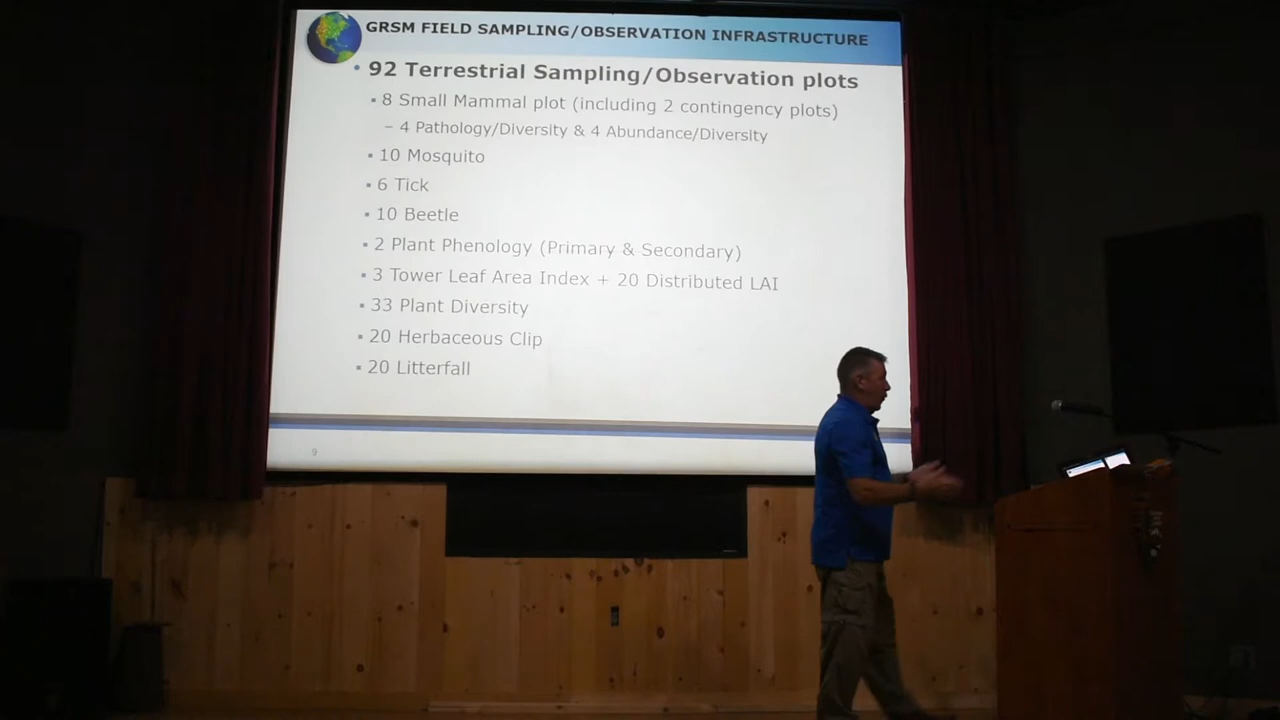 GRSM FIELD SAMPLING/OBSERVATION INFRASTRUCTURE
• 92 Terrestrial Sampling/Observation plots
▪ 8 Small Mammal plot (including 2 contingency plots)
– 4 Pathology/Diversity & 4 Abundance/Diversity
▪ 10 Mosquito
▪ 6 Tick
▪ 10 Beetle
▪ 2 Plant Phenology (Primary & Secondary)
▪ 3 Tower Leaf Area Index + 20 Distributed LAI
▪ 33 Plant Diversity
▪ 20 Herbaceous Clip
▪ 20 Litterfall
9